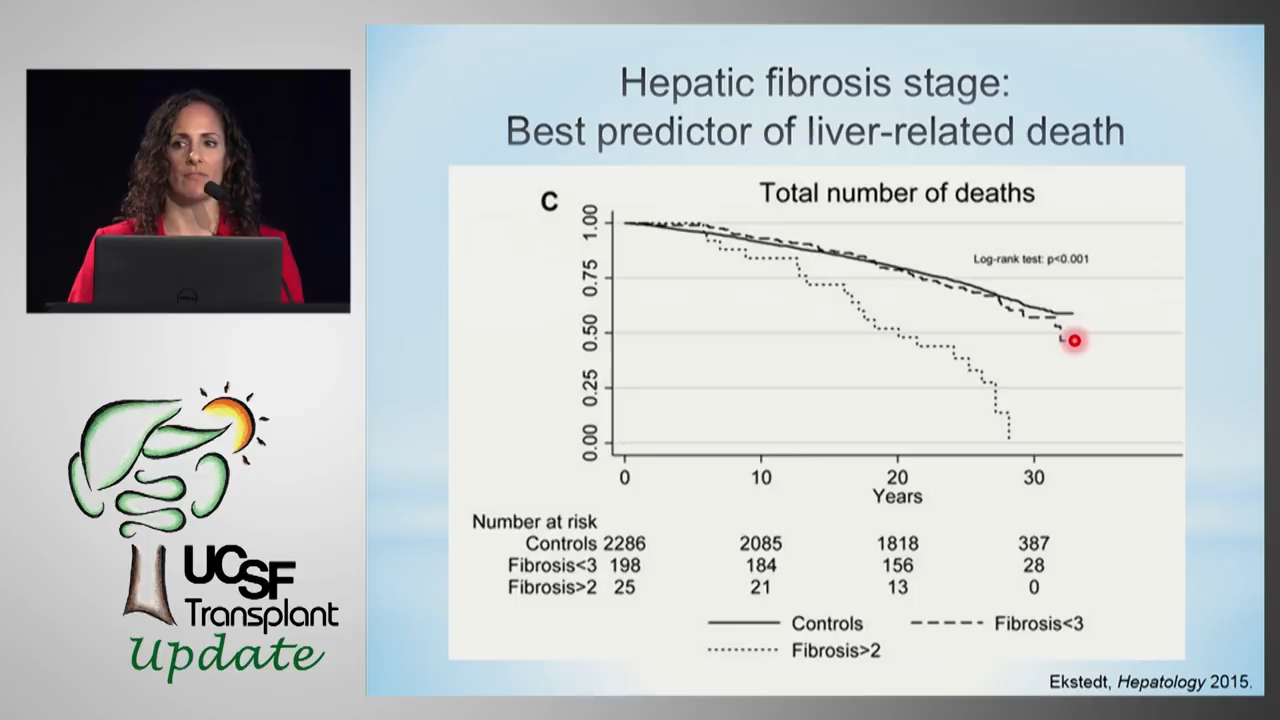 Hepatic fibrosis stage:
Best predictor of liver-related death
C
Total number of deaths
1.00
0.75
0.50
0.25
0.00
Log-rank test: p<0.001
0 10 20 30
Years
Number at risk
Controls 2286 2085 1818 387
Fibrosis<3 198 184 156 28
Fibrosis>2 25 21 13 0
Controls Fibrosis<3
Fibrosis>2
Ekstedt, Hepatology 2015.
UCSF
Transplant
Update
DELL